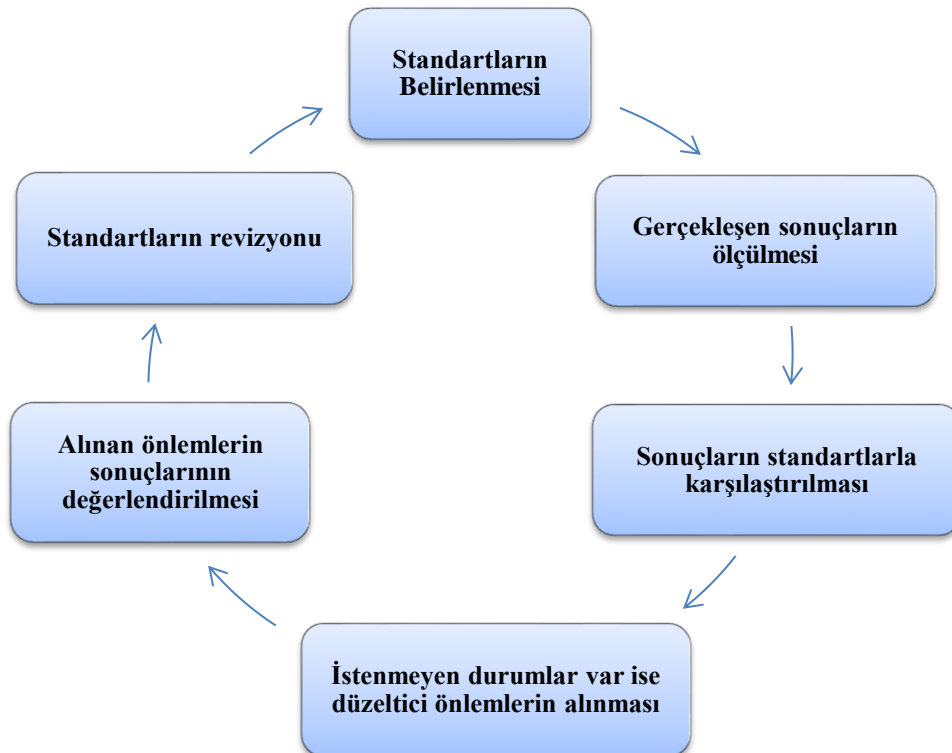 Standartların
Belirlenmesi
Gerçekleşen sonuçların
ölçülmesi
Sonuçların standartlarla
karşılaştırılması
İstenmeyen durumlar var ise
düzeltici önlemlerin alınması
Alınan önlemlerin
sonuçlarının
değerlendirilmesi
Standartların revizyonu